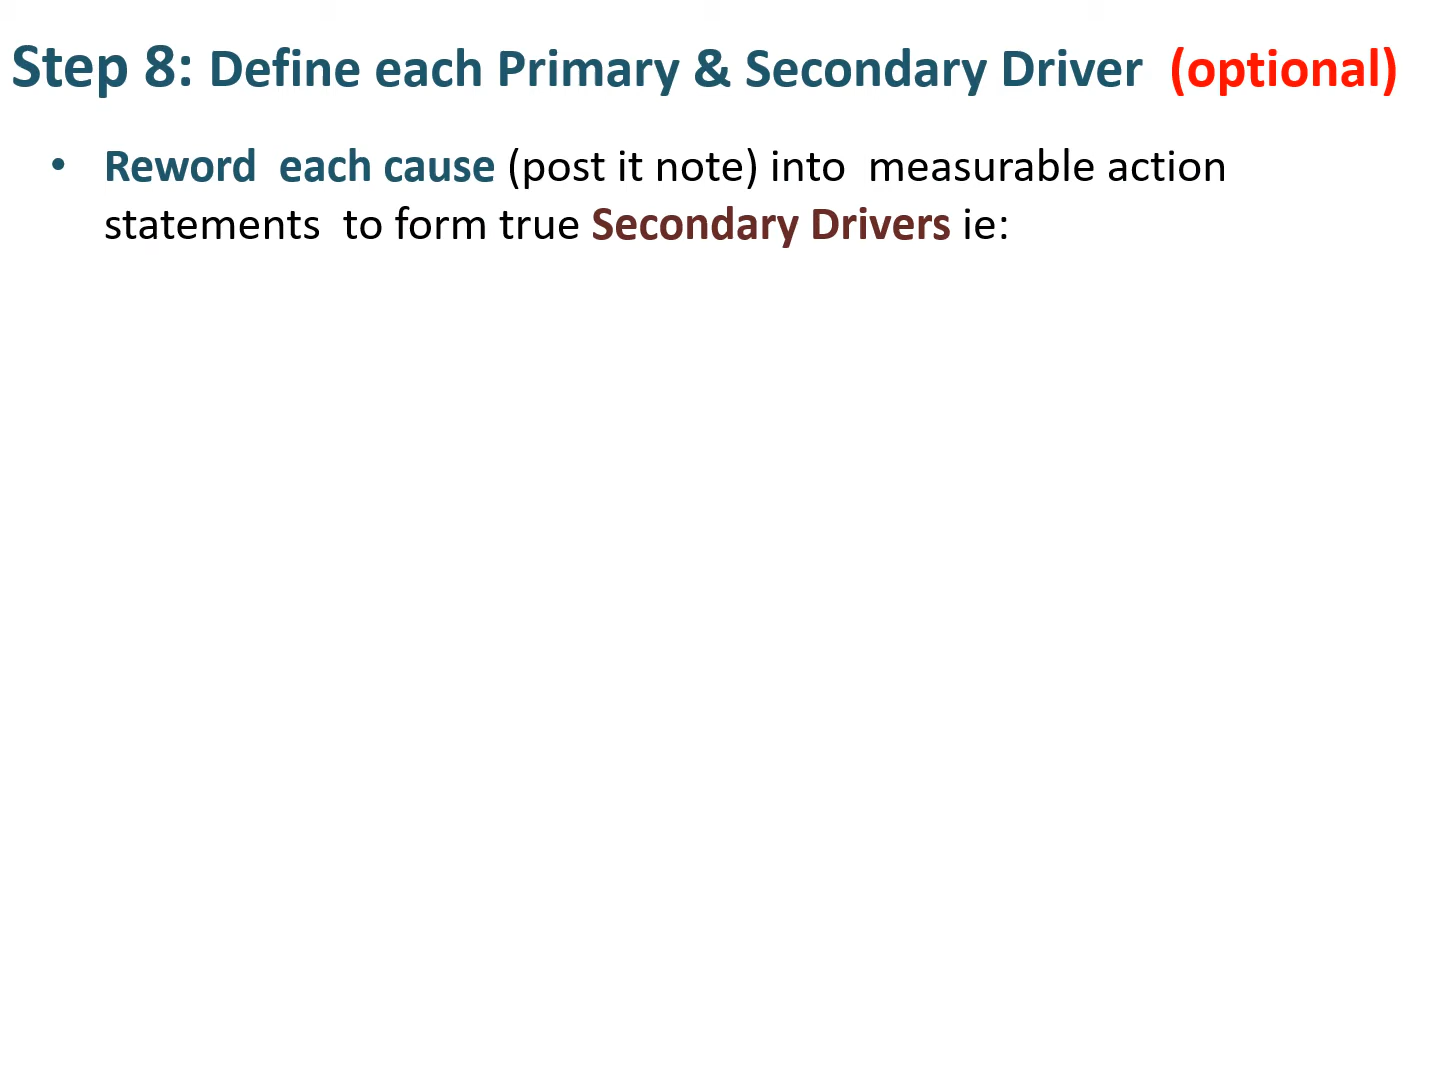 Step 8: Define each Primary & Secondary Driver (optional)
• Reword each cause (post it note) into measurable action
statements to form true Secondary Drivers ie: